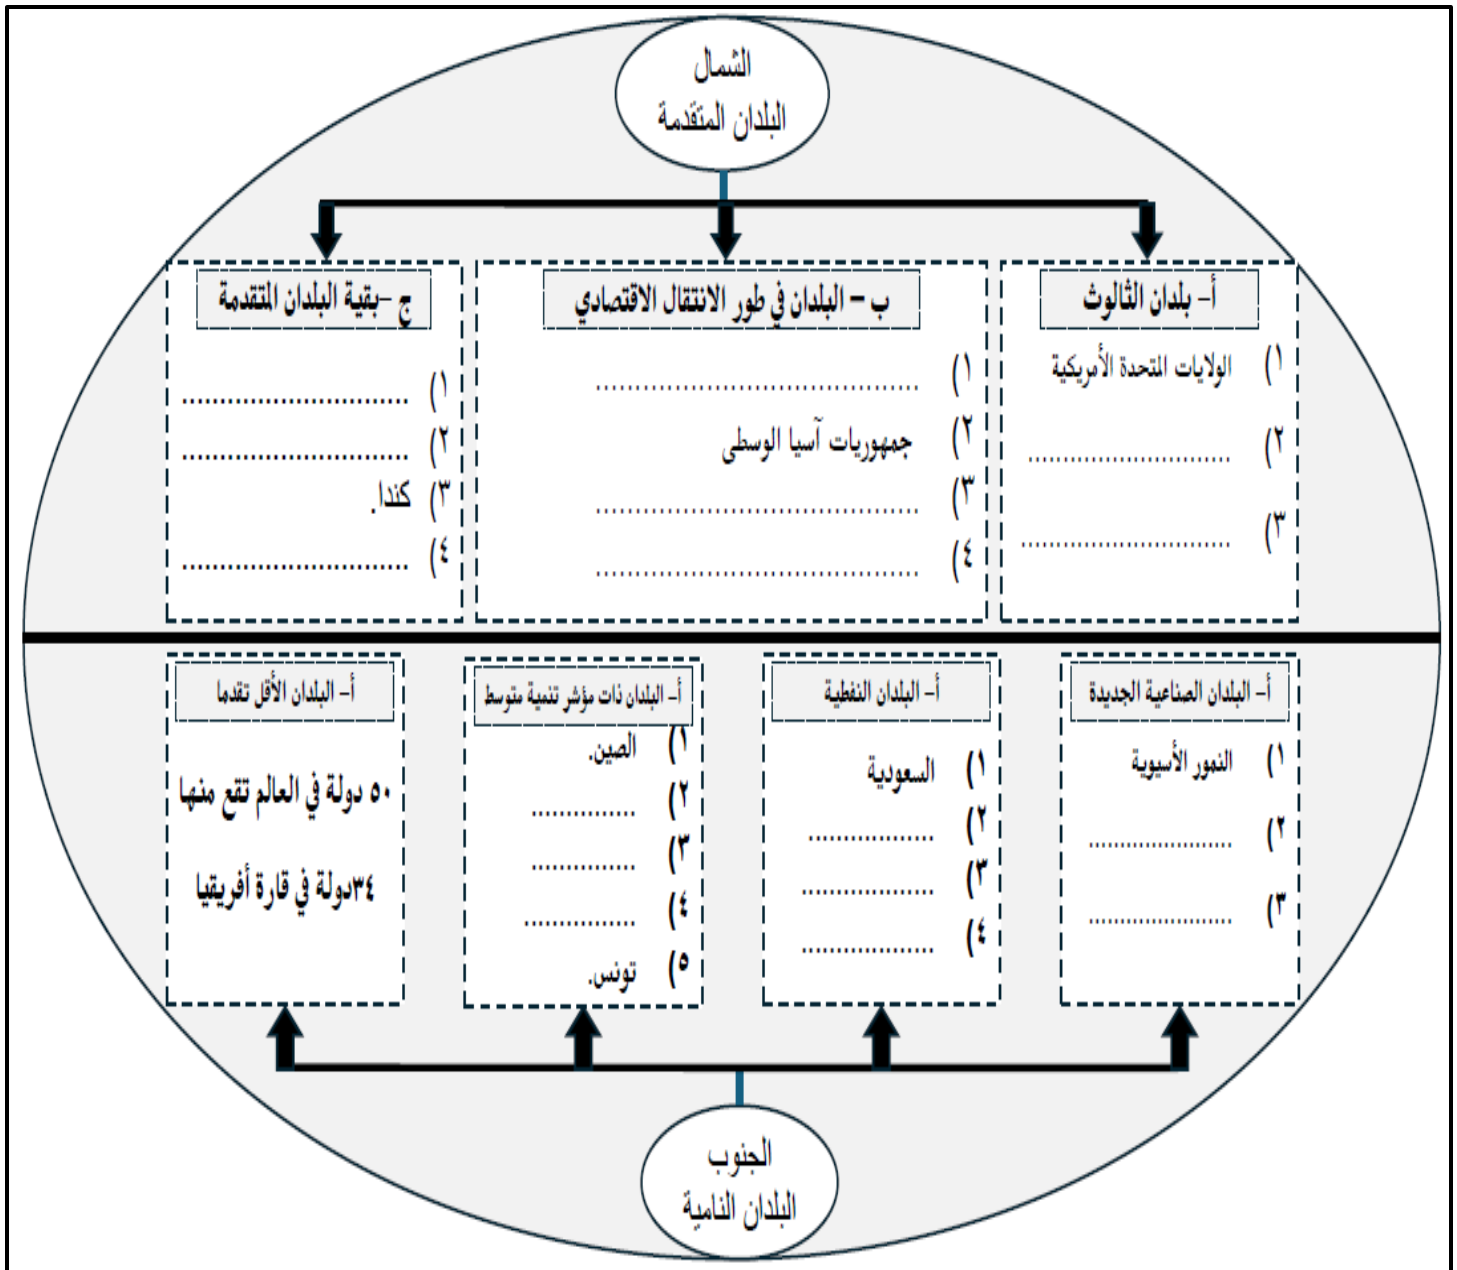 الشمال
البلدان المتقدمة
أ– بلدان الثالوث
١) الولايات المتحدة الأمريكية
٢) .............................
٣) ..............................
ب – البلدان في طور الانتقال الاقتصادي
١) ..........................................
٢) جمهوريات آسيا الوسطى
٣) ..........................................
٤) ..........................................
ج –بقية البلدان المتقدمة
١) ..............................
٢) ..............................
٣) كندا.
٤) ..............................
أ– البلدان الصناعية الجديدة
١) النمور الأسيوية
٢) ......................
٣) ......................
أ– البلدان النفطية
١) السعودية
٢) ..................
٣) ...................
٤) ...................
أ– البلدان ذات مؤشر تنمية متوسط
١) الصين.
٢) ...............
٣) ...............
٤) ................
٥) تونس.
أ– البلدان الأقل تقدما
٥٠ دولة في العالم تقع منها
٣٤دولة في قارة أفريقيا
الجنوب
البلدان النامية